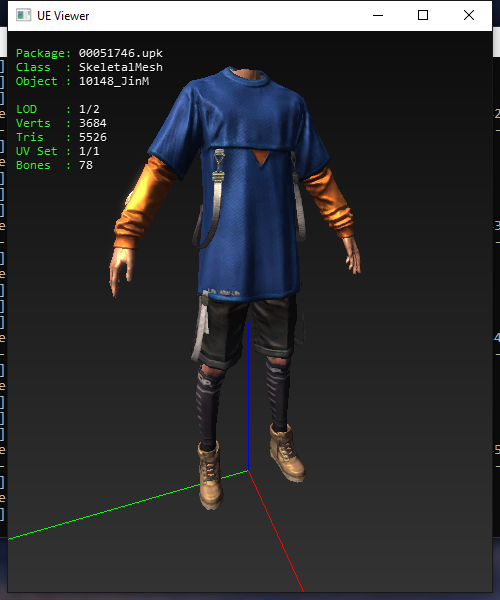 UE Viewer
Package: 00051746.upk
Class : SkeletalMesh
Object : 10148_JinM
LOD : 1/2
Verts : 3684
Tris : 5526
UV Set : 1/1
Bones : 78